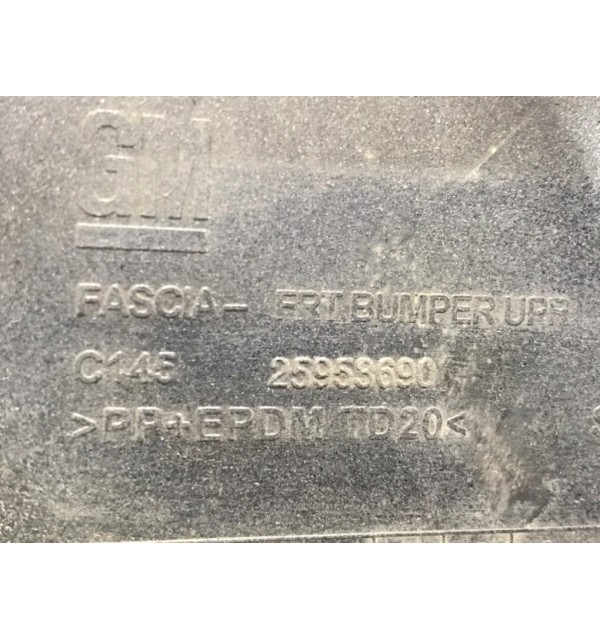 GM
FASCIA- FRT BUMPER UPR
C145 25953690
>PP+EPDM TD20<